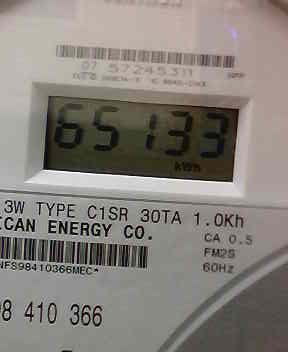 07 57245311
65133
kWh
3W TYPE C1SR 30TA 1.0Kh
ICAN ENERGY CO.
CA 0.5
FM2S
60Hz
NFS98410366MEC*
98 410 366